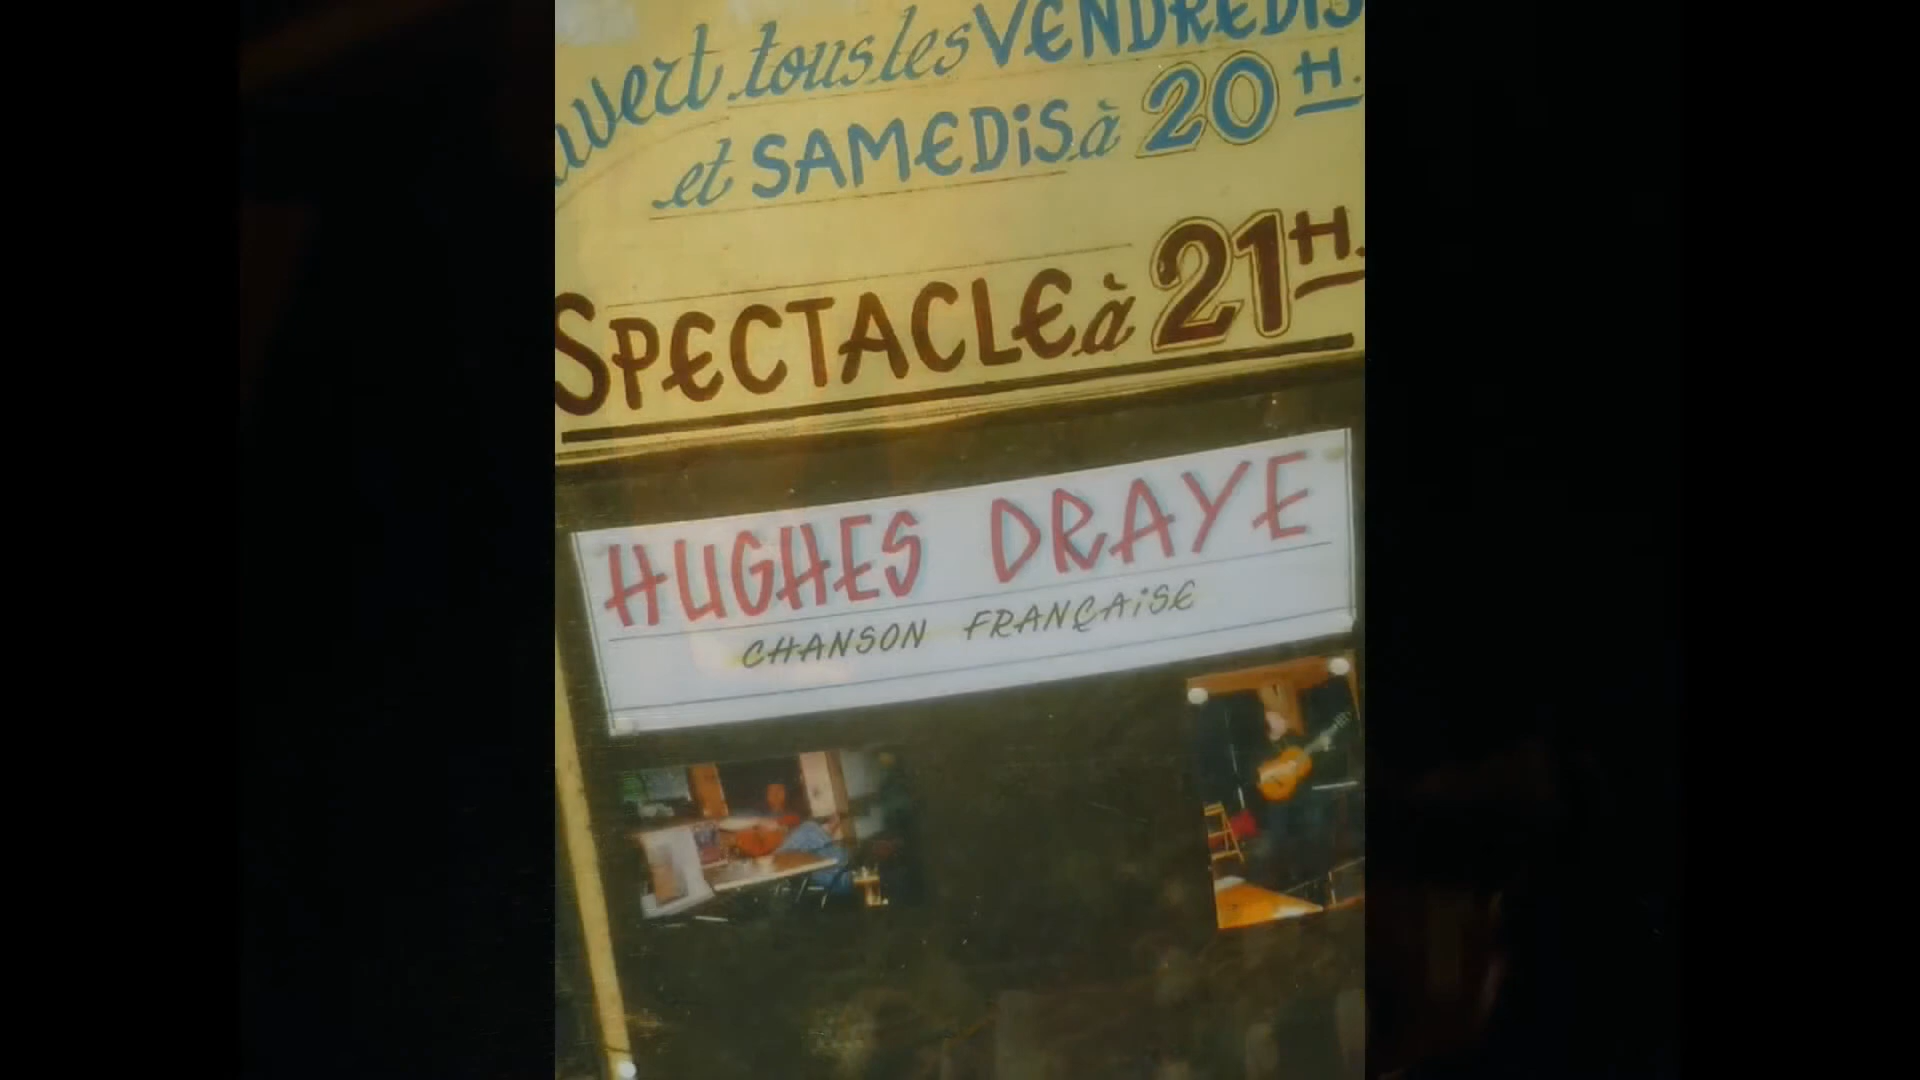 uvert tous les VENDREDIS
et SAMEDIS à 20 H.
SPECTACLE à 21 H.
HUGHES DRAYE
CHANSON FRANÇAISE